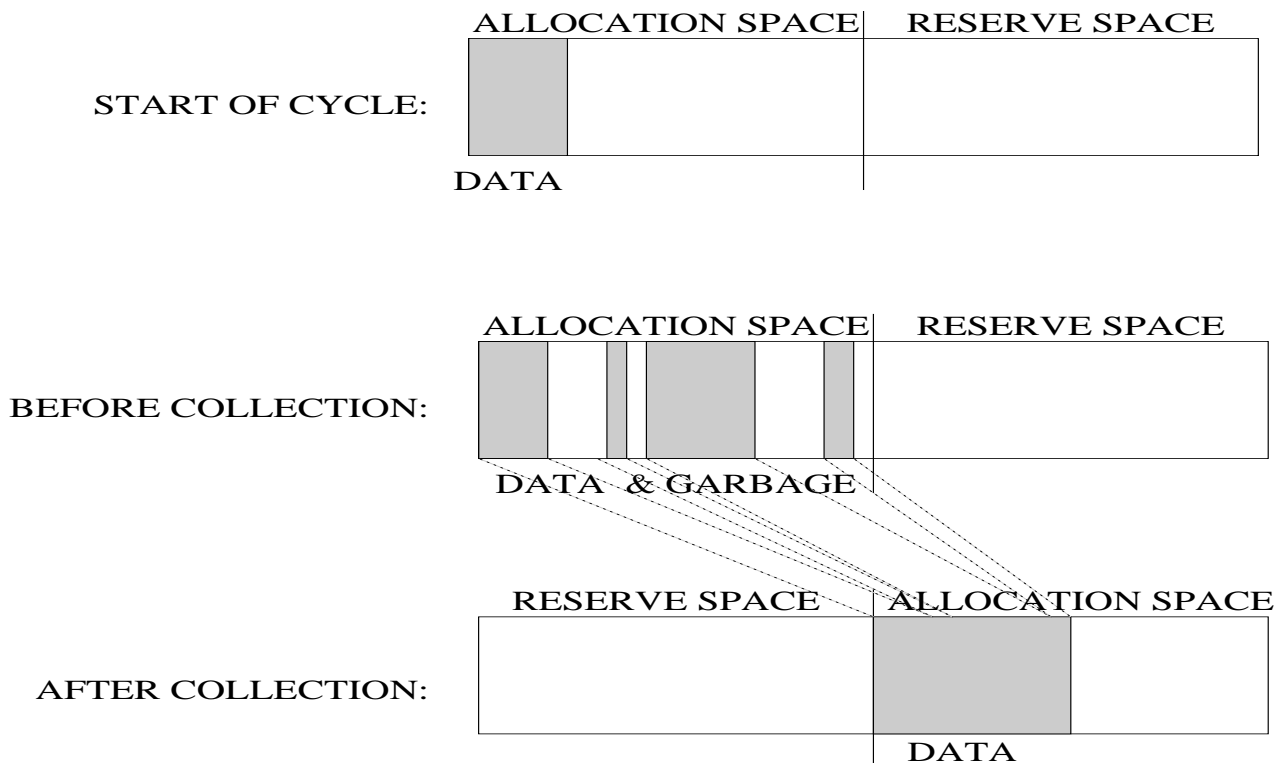 ALLOCATION SPACE RESERVE SPACE
START OF CYCLE:
DATA
ALLOCATION SPACE RESERVE SPACE
BEFORE COLLECTION:
DATA & GARBAGE
RESERVE SPACE ALLOCATION SPACE
AFTER COLLECTION:
DATA